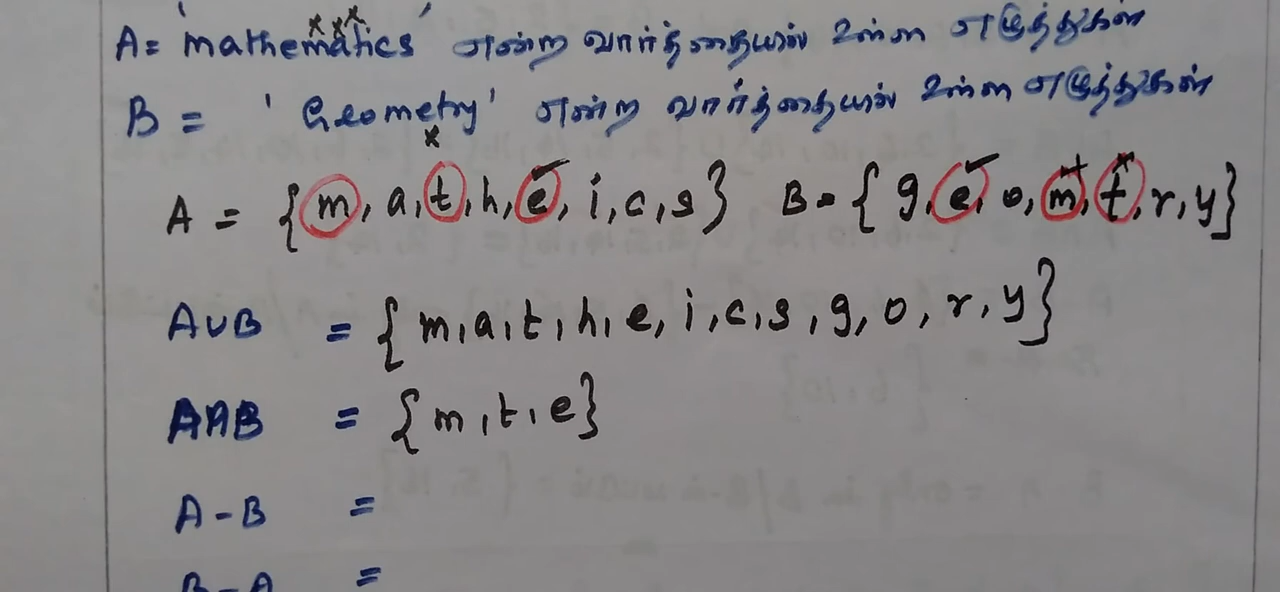 A = 'mathematics' என்ற வார்த்தையில் உள்ள எழுத்துகள்
B = 'Geometry' என்ற வார்த்தையில் உள்ள எழுத்துகள்
A = {m, a, t, h, e, i, c, s} B = {g, e, o, m, t, r, y}
A∪B = {m, a, t, h, e, i, c, s, g, o, r, y}
A∩B = {m, t, e}
A-B =
B-A =